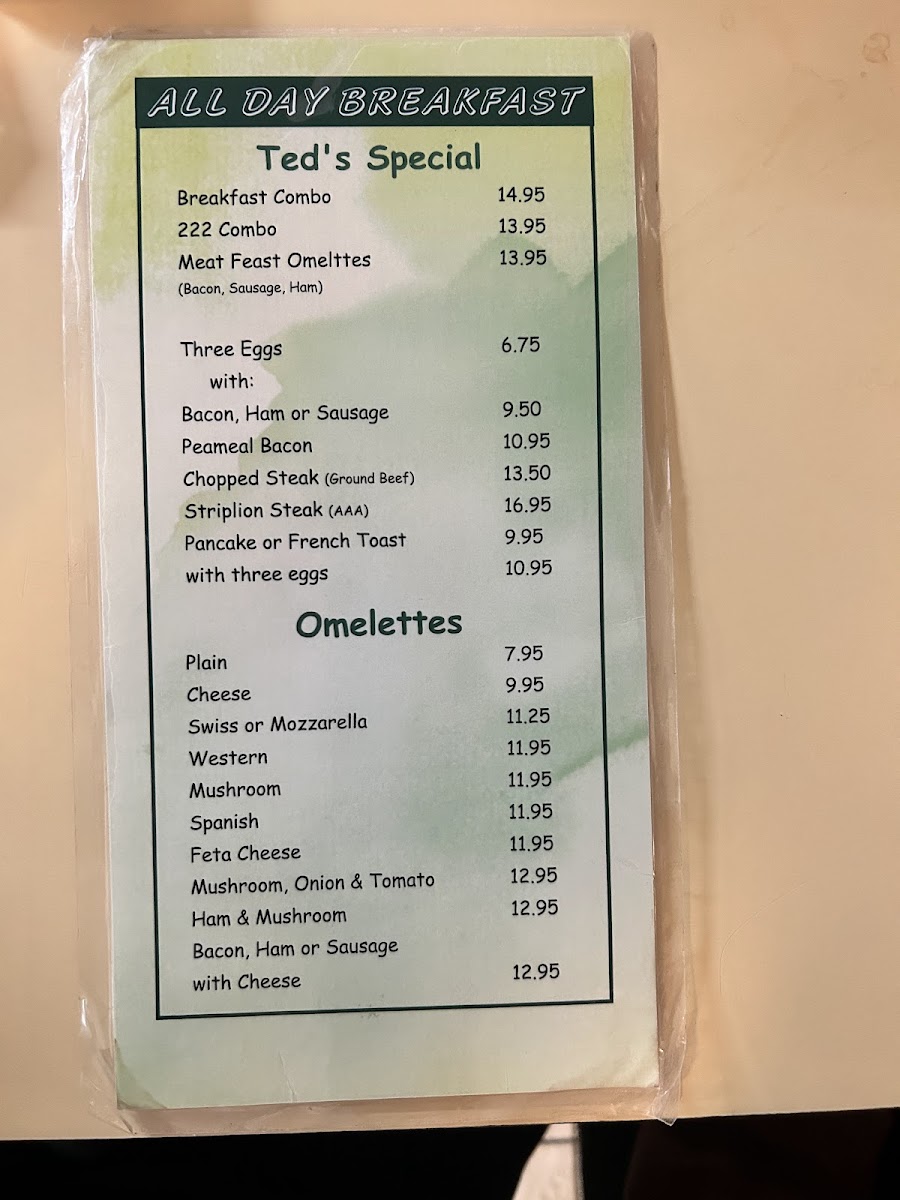 ALL DAY BREAKFAST
Ted's Special
Breakfast Combo 14.95
222 Combo 13.95
Meat Feast Omelttes 13.95
(Bacon, Sausage, Ham)
Three Eggs 6.75
with:
Bacon, Ham or Sausage 9.50
Peameal Bacon 10.95
Chopped Steak (Ground Beef) 13.50
Striplion Steak (AAA) 16.95
Pancake or French Toast 9.95
with three eggs 10.95
Omelettes
Plain 7.95
Cheese 9.95
Swiss or Mozzarella 11.25
Western 11.95
Mushroom 11.95
Spanish 11.95
Feta Cheese 11.95
Mushroom, Onion & Tomato 12.95
Ham & Mushroom 12.95
Bacon, Ham or Sausage
with Cheese 12.95